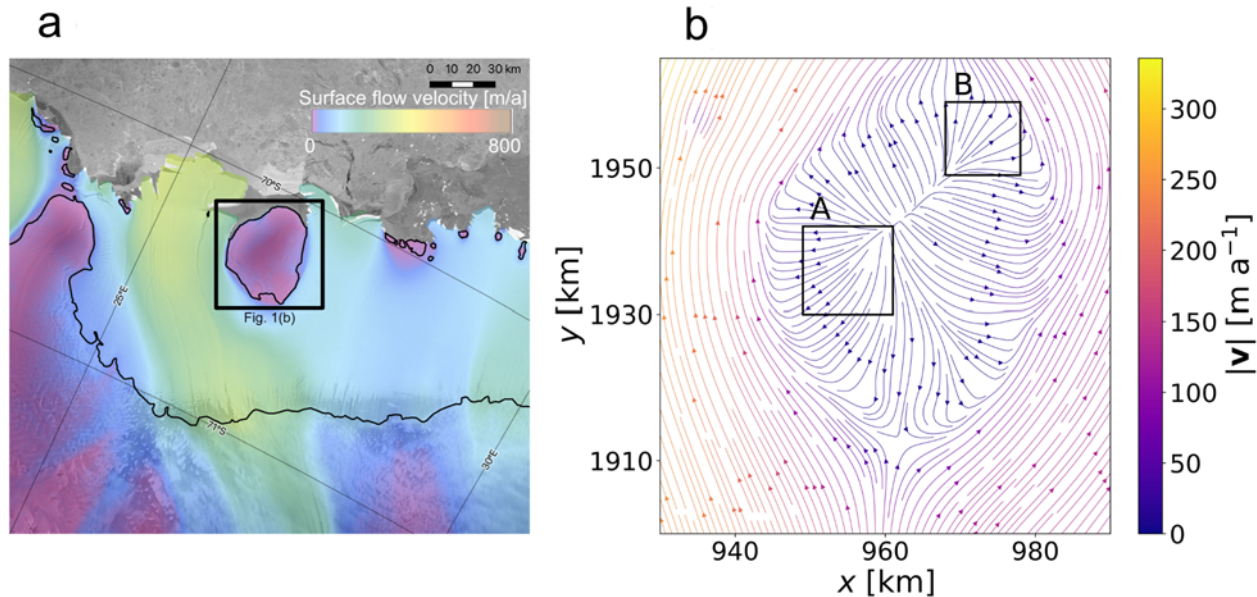 a
0 10 20 30 km
Surface flow velocity [m/a]
0 800
70°S
25°E
Fig. 1(b)
71°S
30°E
b
B
A
1950
1930
1910
y [km]
940 960 980
x [km]
300
250
200
150
100
50
0
|v| [m a⁻¹]